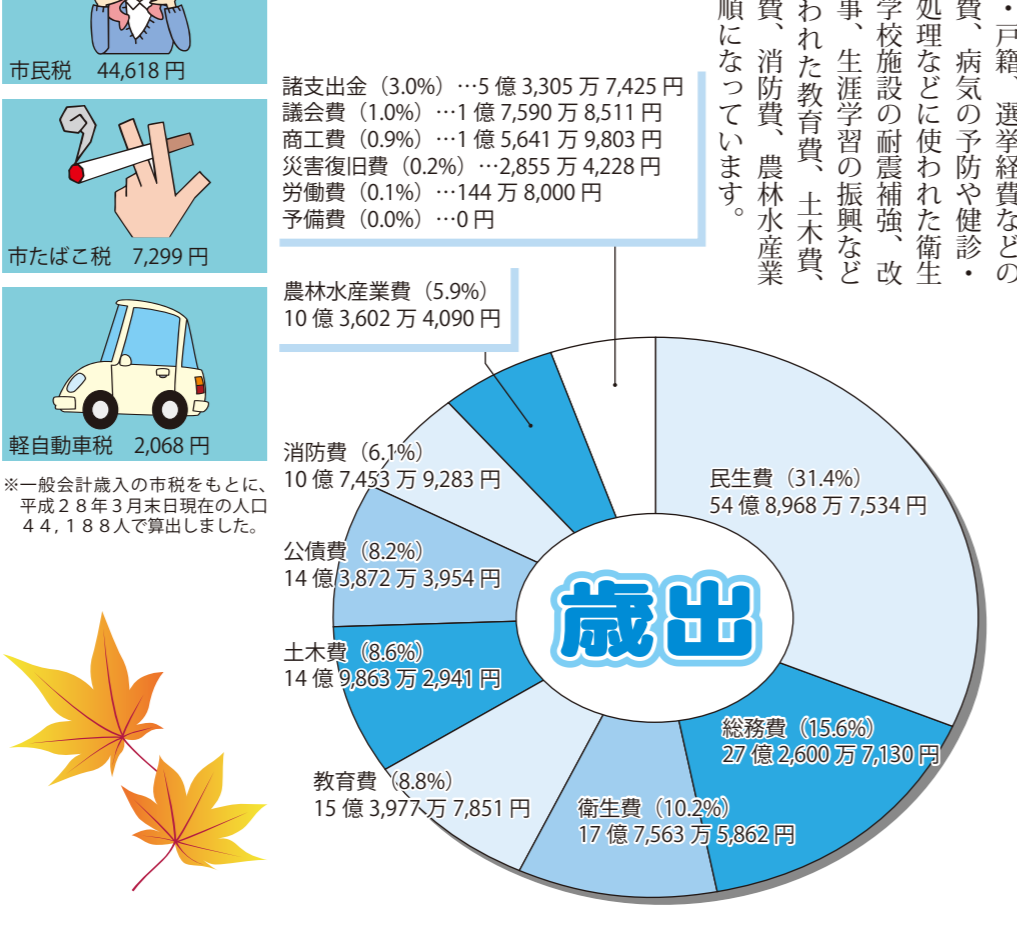 ・戸籍、選挙経費などの
費、病気の予防や健診・
処理などに使われた衛生
学校施設の耐震補強、改
事、生涯学習の振興など
われた教育費、土木費、
費、消防費、農林水産業
順になっています。
市民税 44,618 円
市たばこ税 7,299 円
軽自動車税 2,068 円
※一般会計歳入の市税をもとに、
平成２８年３月末日現在の人口
４４,１８８人で算出しました。
諸支出金（3.0%）…5 億 3,305 万 7,425 円
議会費（1.0%）…1 億 7,590 万 8,511 円
商工費（0.9%）…1 億 5,641 万 9,803 円
災害復旧費（0.2%）…2,855 万 4,228 円
労働費（0.1%）…144 万 8,000 円
予備費（0.0%）…0 円
農林水産業費（5.9%）
10 億 3,602 万 4,090 円
消防費（6.1%）
10 億 7,453 万 9,283 円
公債費（8.2%）
14 億 3,872 万 3,954 円
土木費（8.6%）
14 億 9,863 万 2,941 円
教育費（8.8%）
15 億 3,977 万 7,851 円
衛生費（10.2%）
17 億 7,563 万 5,862 円
総務費（15.6%）
27 億 2,600 万 7,130 円
民生費（31.4%）
54 億 8,968 万 7,534 円
歳出